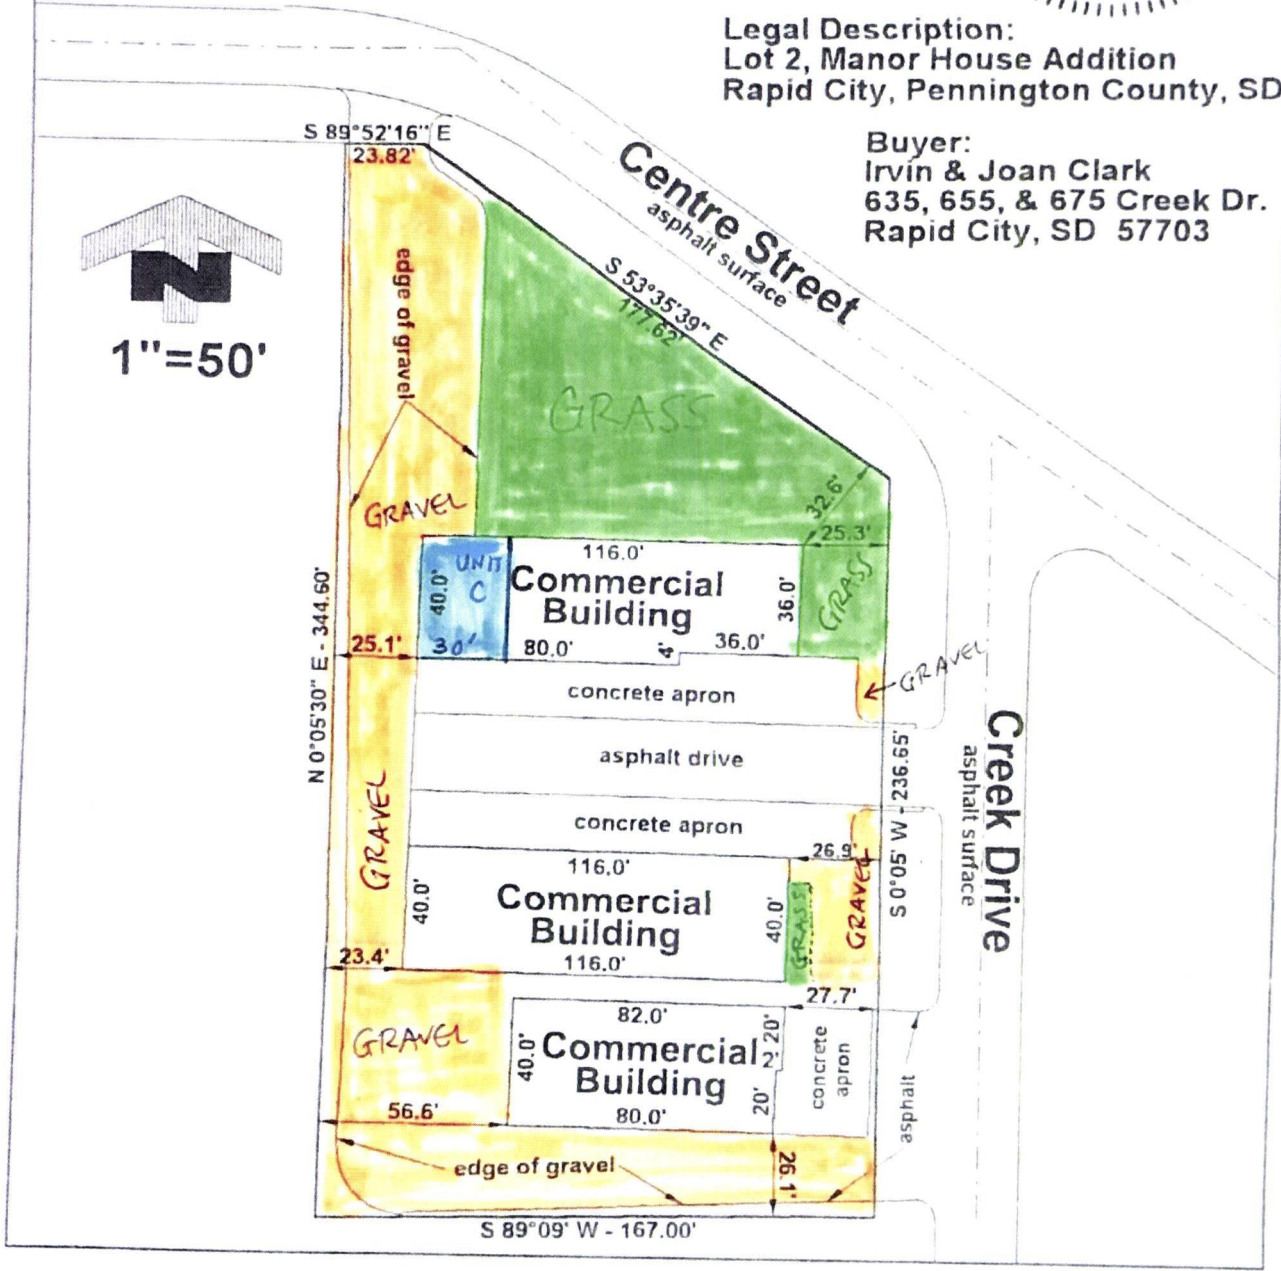 Legal Description:
Lot 2, Manor House Addition
Rapid City, Pennington County, SD
Buyer:
Irvin & Joan Clark
635, 655, & 675 Creek Dr.
Rapid City, SD 57703
S 89°52'16" E
23.82'
Centre Street
asphalt surface
N
1"=50'
edge of gravel
S 53°35'39" E
177.62'
GRASS
GRAVEL
32.6'
25.3'
GRASS
UNIT
C
40.0'
30'
116.0'
Commercial
Building
36.0'
80.0'
4'
36.0'
25.1'
N 0°05'30" E - 344.60'
GRAVEL
concrete apron
asphalt drive
S 0°05' W - 236.65'
Creek Drive
asphalt surface
GRAVEL
concrete apron
26.9'
116.0'
Commercial
Building
40.0'
40.0'
116.0'
GRASS
GRAVEL
23.4'
27.7'
GRAVEL
82.0'
40.0'
Commercial
Building
20'
2'
20'
80.0'
concrete
apron
asphalt
56.6'
edge of gravel
26.1'
S 89°09' W - 167.00'